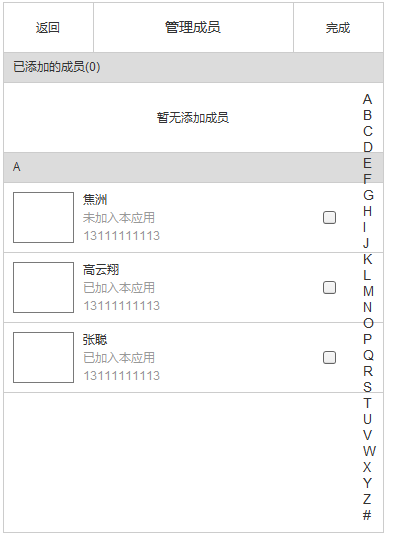 返回 管理成员 完成
已添加的成员(0)
暂无添加成员
A
焦洲
未加入本应用
13111111113
高云翔
已加入本应用
13111111113
张聪
已加入本应用
13111111113
A
B
C
D
E
F
G
H
I
J
K
L
M
N
O
P
Q
R
S
T
U
V
W
X
Y
Z
#